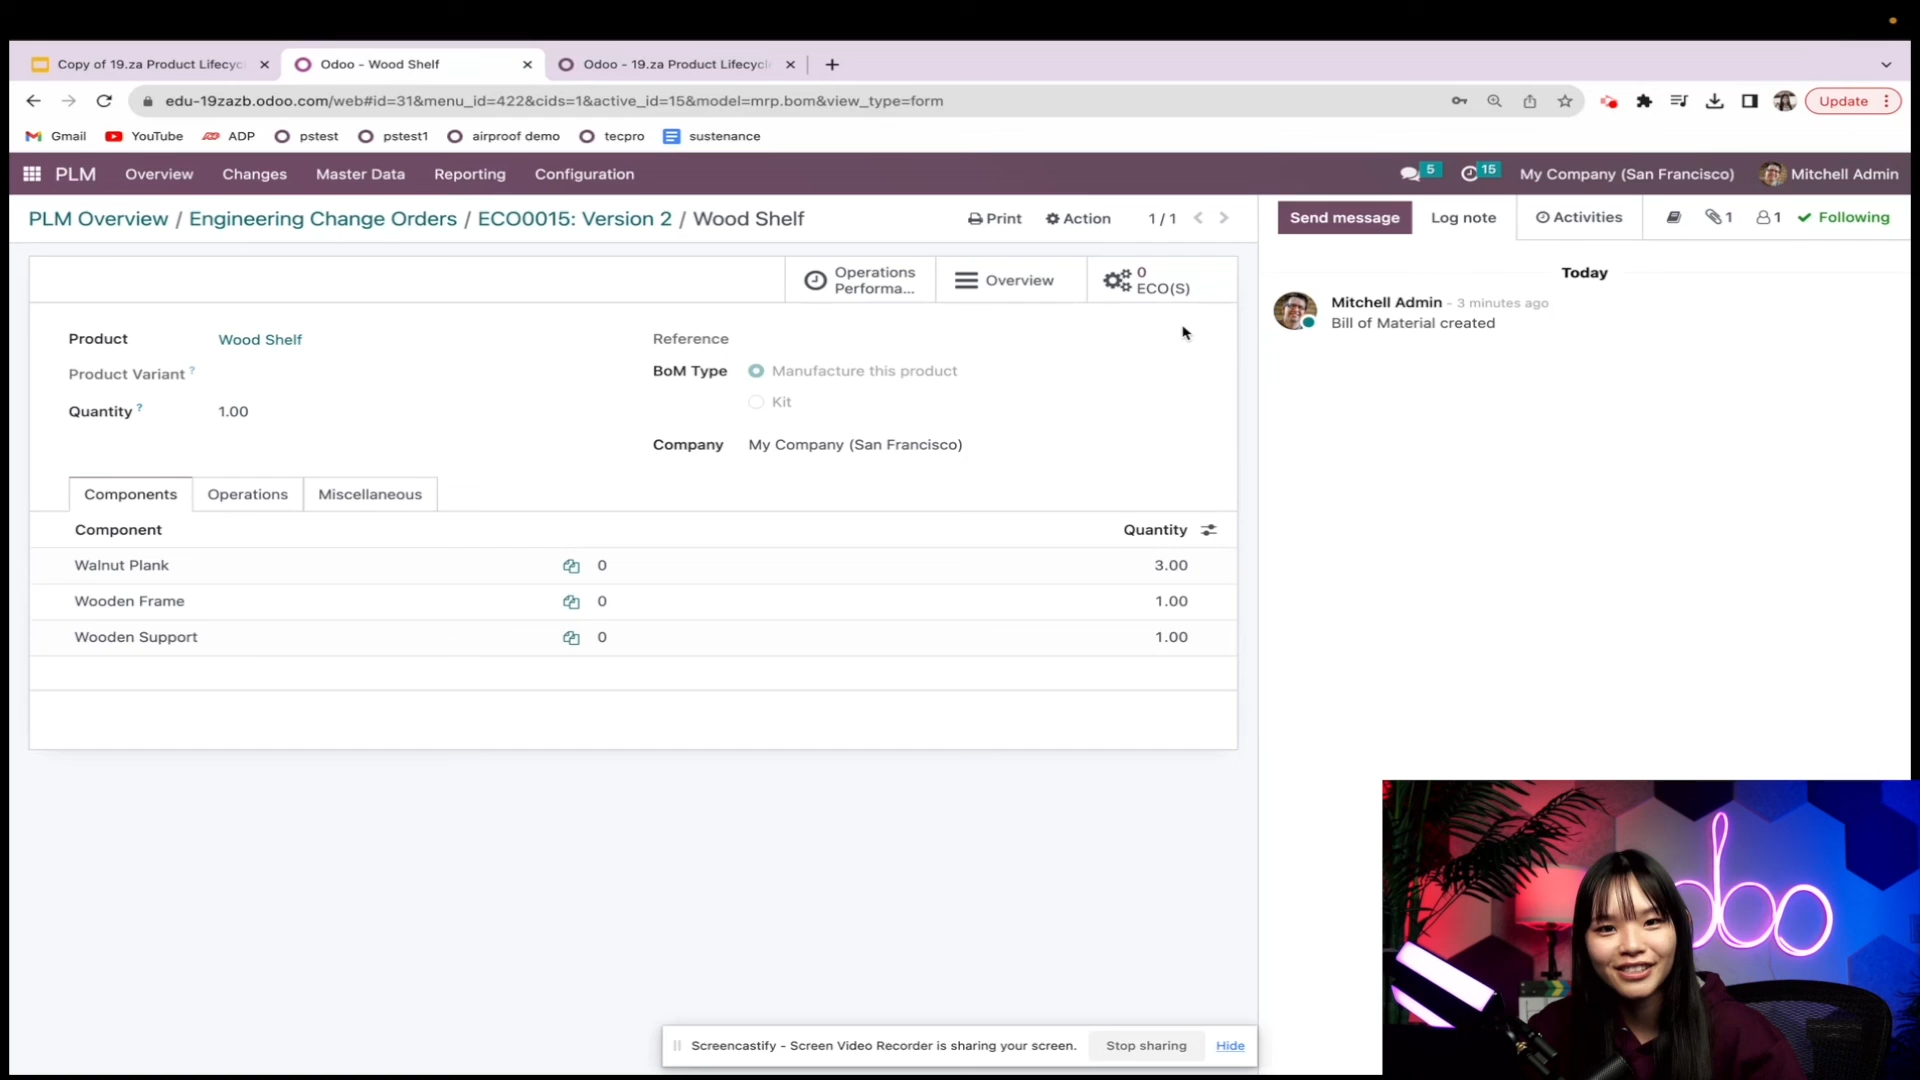 Copy of 19.za Product Lifecyc
Odoo - Wood Shelf
Odoo - 19.za Product Lifecycl
edu-19zazb.odoo.com/web#id=31&menu_id=422&cids=1&active_id=15&model=mrp.bom&view_type=form
Update
Gmail YouTube ADP pstest pstest1 airproof demo tecpro sustenance
PLM Overview Changes Master Data Reporting Configuration
5 15 My Company (San Francisco) Mitchell Admin
PLM Overview / Engineering Change Orders / ECO0015: Version 2 / Wood Shelf
Print Action 1 / 1
Send message Log note Activities 1 1 Following
Operations
Performa...
Overview
0
ECO(S)
Today
Mitchell Admin - 3 minutes ago
Bill of Material created
Product Wood Shelf
Product Variant ?
Quantity ? 1.00
Reference
BoM Type Manufacture this product
Kit
Company My Company (San Francisco)
Components Operations Miscellaneous
Component Quantity
Walnut Plank 0 3.00
Wooden Frame 0 1.00
Wooden Support 0 1.00
Screencastify - Screen Video Recorder is sharing your screen. Stop sharing Hide
doo